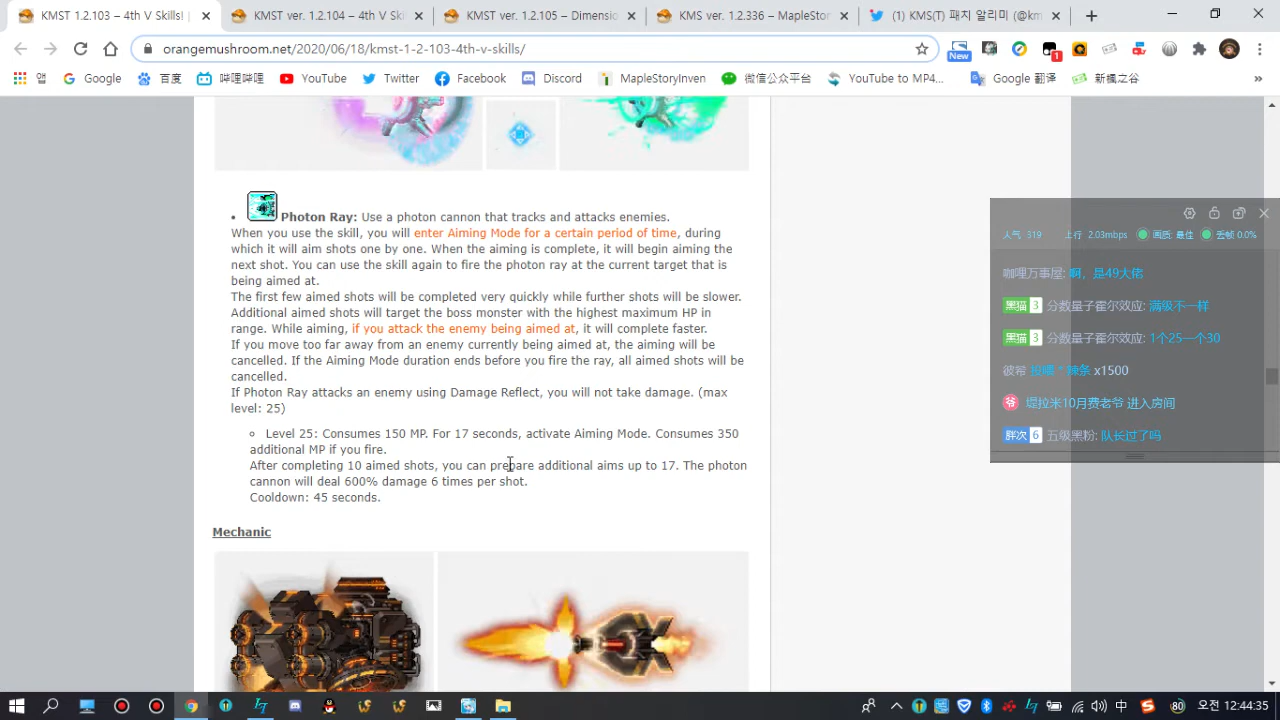 KMST 1.2.103 – 4th V Skills!
KMST ver. 1.2.104 – 4th V Ski
KMST ver. 1.2.105 – Dimensio
KMS ver. 1.2.336 – MapleStor
(1) KMS(T) 패치 알리미 (@km
orangemushroom.net/2020/06/18/kmst-1-2-103-4th-v-skills/
New
1
앱
Google
百度
哔哩哔哩
YouTube
Twitter
Facebook
Discord
MapleStoryInven
微信公众平台
YouTube to MP4...
Google 翻译
新楓之谷
»
• Photon Ray: Use a photon cannon that tracks and attacks enemies.
When you use the skill, you will enter Aiming Mode for a certain period of time, during
which it will aim shots one by one. When the aiming is complete, it will begin aiming the
next shot. You can use the skill again to fire the photon ray at the current target that is
being aimed at.
The first few aimed shots will be completed very quickly while further shots will be slower.
Additional aimed shots will target the boss monster with the highest maximum HP in
range. While aiming, if you attack the enemy being aimed at, it will complete faster.
If you move too far away from an enemy currently being aimed at, the aiming will be
cancelled. If the Aiming Mode duration ends before you fire the ray, all aimed shots will be
cancelled.
If Photon Ray attacks an enemy using Damage Reflect, you will not take damage. (max
level: 25)
Level 25: Consumes 150 MP. For 17 seconds, activate Aiming Mode. Consumes 350
additional MP if you fire.
After completing 10 aimed shots, you can prepare additional aims up to 17. The photon
cannon will deal 600% damage 6 times per shot.
Cooldown: 45 seconds.
Mechanic
人气 319 上行 2.03mbps 画质: 最佳 丢帧 0.0%
咖哩万事屋: 啊，是49大佬
黑猫 3 分数量子霍尔效应: 满级不一样
黑猫 3 分数量子霍尔效应: 1个25一个30
彼岸 投喂 * 辣条 x1500
爷 堤拉米10月费老爷 进入房间
胖次 6 五级黑粉: 队长过了吗
中
80
오전 12:44:35